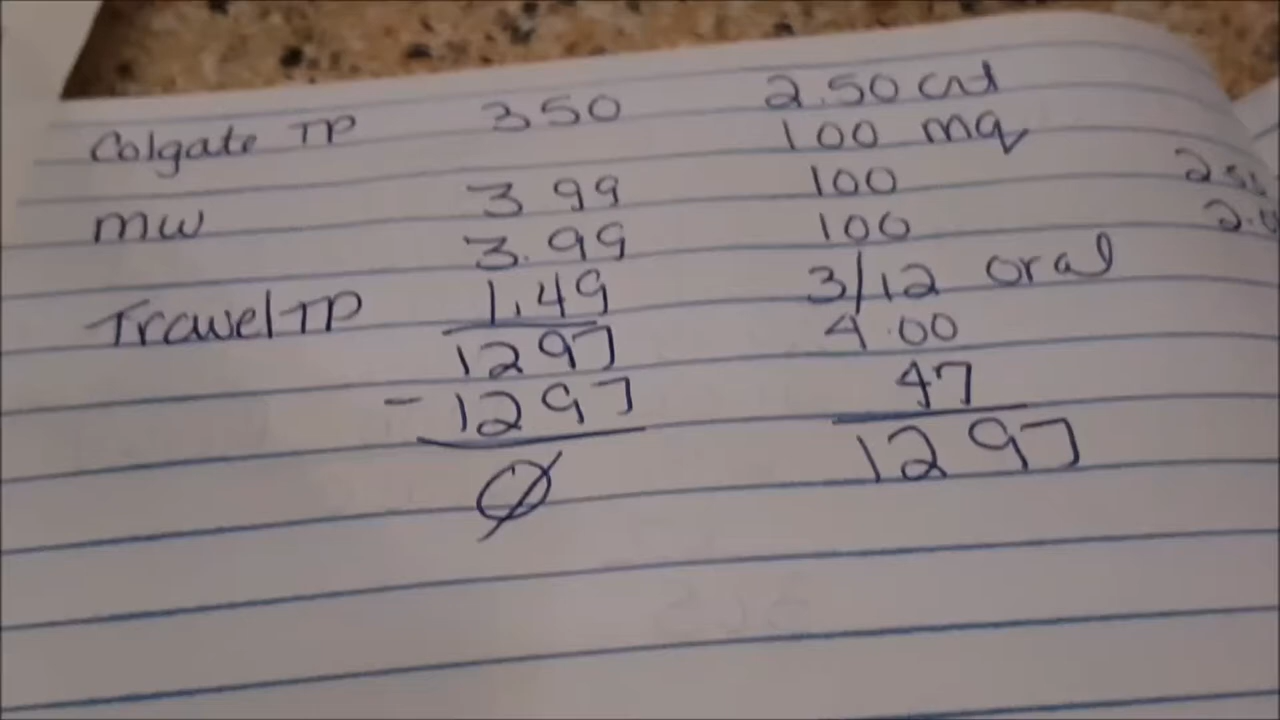 Colgate TP 350 2.50 crt
100 mq
mw 3.99 100
3.99 100
Travel TP 1.49 3/12 oral
1297 4.00
- 1297 47
Ø 1297